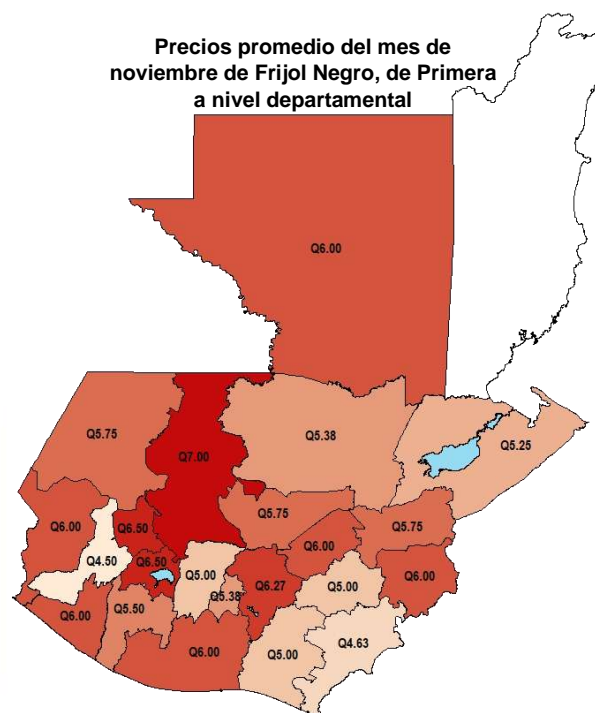 Precios promedio del mes de
noviembre de Frijol Negro, de Primera
a nivel departamental
Q6.00
Q5.75
Q7.00
Q5.38
Q5.25
Q6.00
Q6.50
Q5.75
Q5.75
Q4.50
Q6.50
Q5.00
Q6.00
Q6.00
Q5.38
Q6.27
Q5.00
Q6.00
Q5.50
Q6.00
Q5.00
Q4.63